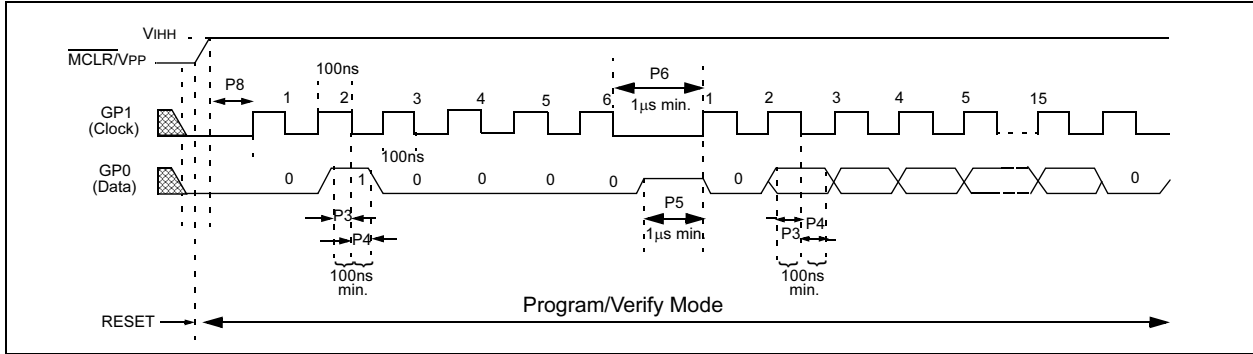 VIHH
MCLR/VPP
100ns
P8
P6
1 2 3 4 5 6
1µs min.
1 2 3 4 5 15
GP1
(Clock)
100ns
GP0
(Data)
0 1 0 0 0 0
0
0
P5
1µs min.
P3
P4
100ns
min.
P4
P3
100ns
min.
Program/Verify Mode
RESET